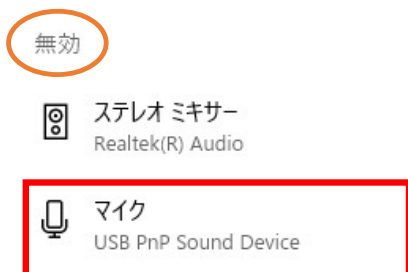 無効
ステレオ ミキサー
Realtek(R) Audio
マイク
USB PnP Sound Device